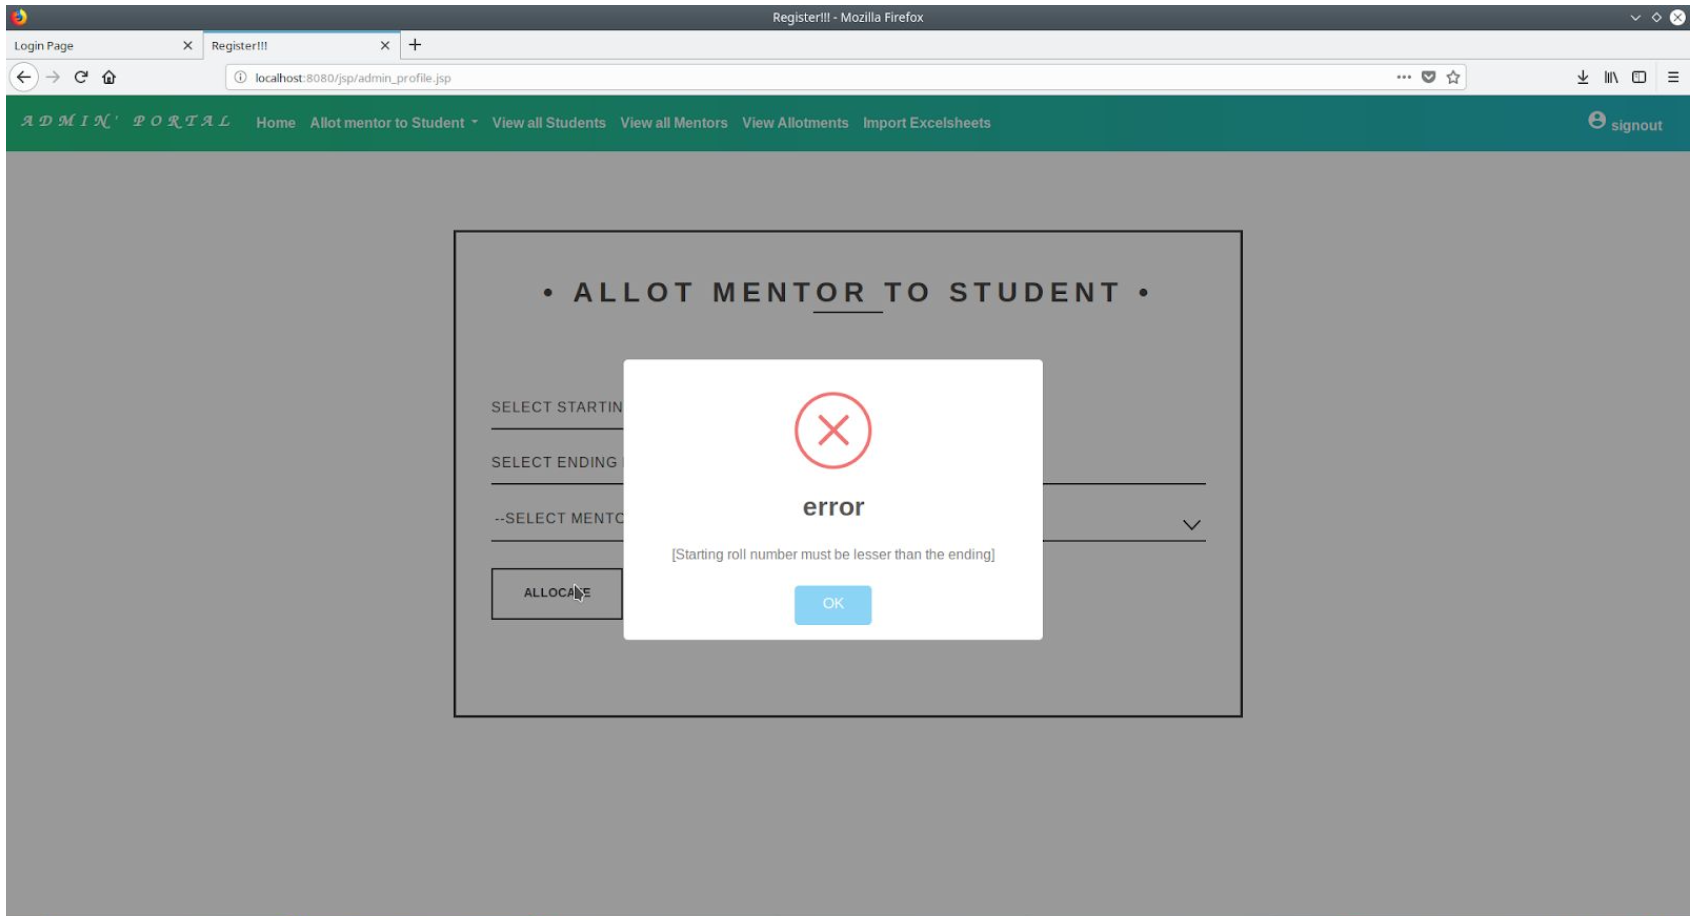 Register!!! - Mozilla Firefox
Login Page
Register!!!
localhost:8080/jsp/admin_profile.jsp
ADMIN' PORTAL Home Allot mentor to Student View all Students View all Mentors View Allotments Import Excelsheets signout
• ALLOT MENTOR TO STUDENT •
SELECT STARTIN
SELECT ENDING
--SELECT MENTO
ALLOCATE
error
[Starting roll number must be lesser than the ending]
OK